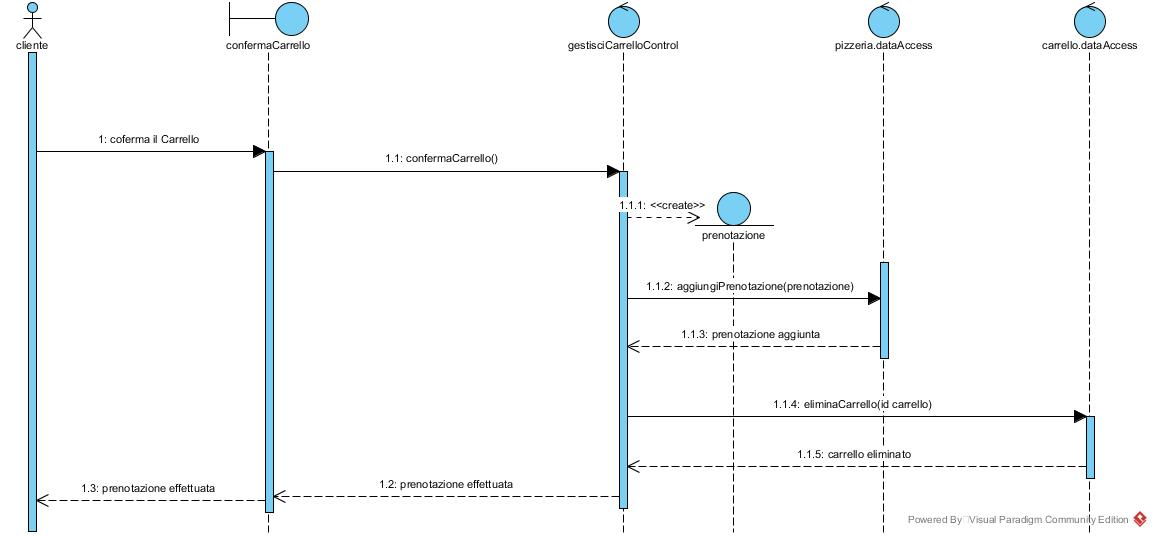 cliente
confermaCarrello
gestisciCarrelloControl
pizzeria.dataAccess
carrello.dataAccess
1: coferma il Carrello
1.1: confermaCarrello()
1.1.1: <<create>>
prenotazione
1.1.2: aggiungiPrenotazione(prenotazione)
1.1.3: prenotazione aggiunta
1.1.4: eliminaCarrello(id carrello)
1.1.5: carrello eliminato
1.2: prenotazione effettuata
1.3: prenotazione effettuata
Powered By Visual Paradigm Community Edition